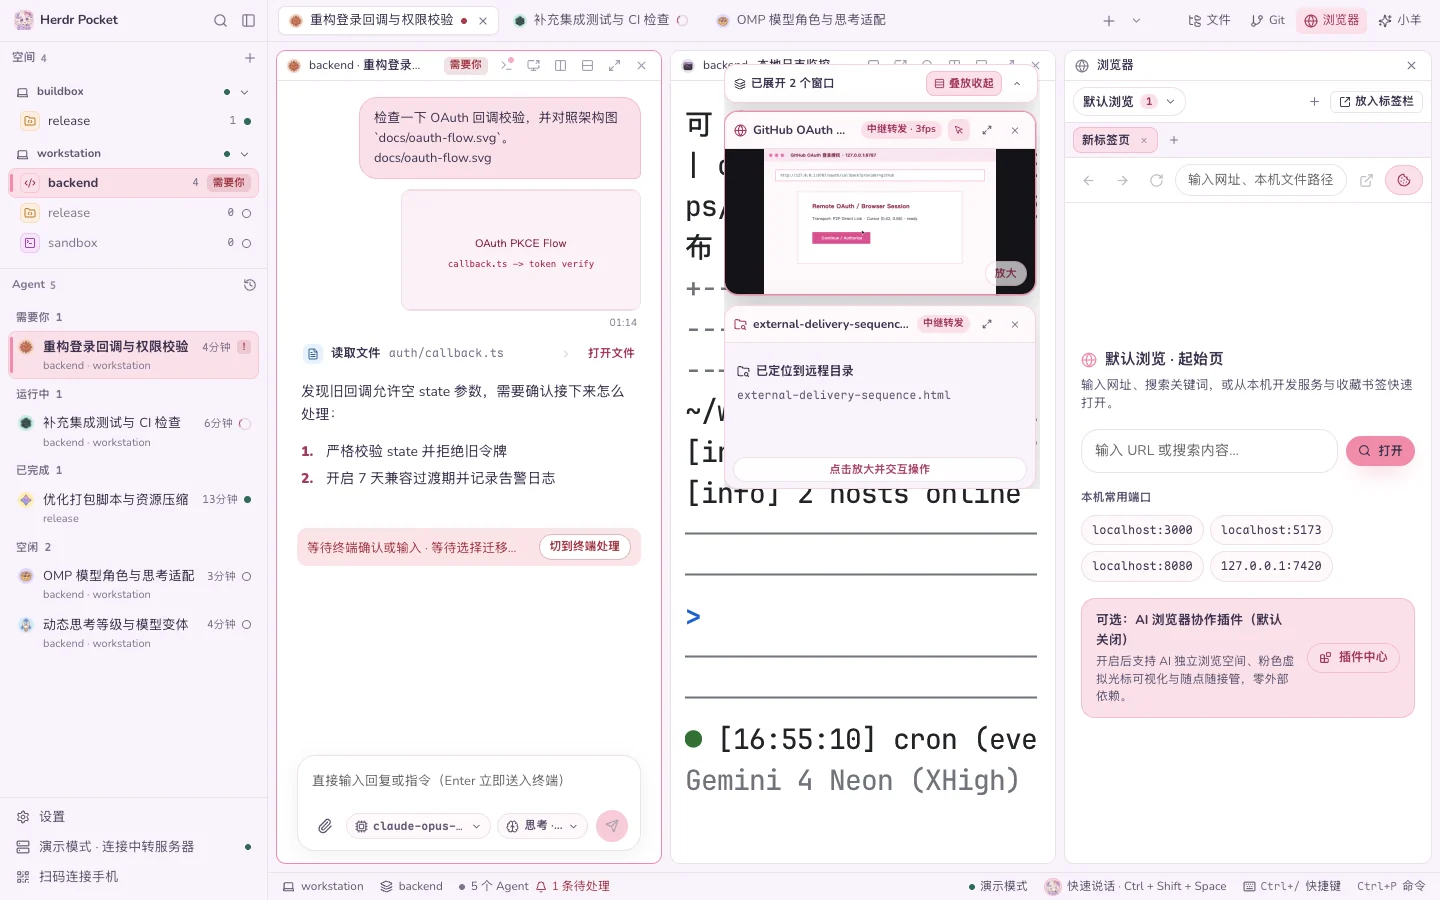 Herdr Pocket
空间 4
buildbox
release 1
workstation
backend 4 需要你
release 0
sandbox 0
Agent 5
需要你 1
重构登录回调与权限校验 4分钟 !
backend · workstation
运行中 1
补充集成测试与 CI 检查 6分钟
backend · workstation
已完成 1
优化打包脚本与资源压缩 13分钟
release
空闲 2
OMP 模型角色与思考适配 3分钟
backend · workstation
动态思考等级与模型变体 4分钟
backend · workstation
设置
演示模式 · 连接中转服务器
扫码连接手机
重构登录回调与权限校验
补充集成测试与 CI 检查
OMP 模型角色与思考适配
文件 Git 浏览器 小羊
backend · 重构登录... 需要你
检查一下 OAuth 回调校验，并对照架构图
`docs/oauth-flow.svg`。
docs/oauth-flow.svg
OAuth PKCE Flow
callback.ts -> token verify
01:14
读取文件 auth/callback.ts 打开文件
发现旧回调允许空 state 参数，需要确认接下来怎么
处理：
1. 严格校验 state 并拒绝旧令牌
2. 开启 7 天兼容过渡期并记录告警日志
等待终端确认或输入 · 等待选择迁移... 切到终端处理
直接输入回复或指令（Enter 立即送入终端）
claude-opus-... 思考 ·...
已展开 2 个窗口 叠放收起
GitHub OAuth ... 中继转发 · 3fps
GitHub OAuth 登录授权 · 127.0.0.1:8787
Remote OAuth / Browser Session
Transport: P2P Direct Link · Cursor (0.62, 0.58) · ready
Continue / Authorize
放大
external-delivery-sequenc... 中继转发
已定位到远程目录
external-delivery-sequence.html
点击放大并交互操作
可
ps/
布
+--
---
---
~/w
[in
[info] 2 hosts online
>
[16:55:10] cron (eve
Gemini 4 Neon (XHigh)
浏览器
默认浏览 1 放入标签栏
新标签页
输入网址、本机文件路径
默认浏览 · 起始页
输入网址、搜索关键词，或从本机开发服务与收藏书签快速
打开。
输入 URL 或搜索内容... 打开
本机常用端口
localhost:3000 localhost:5173
localhost:8080 127.0.0.1:7420
可选：AI 浏览器协作插件（默认
关闭）
开启后支持 AI 独立浏览空间、粉色虚
拟光标可视化与随点随接管，零外部
依赖。
插件中心
workstation backend 5 个 Agent 1 条待处理
演示模式 快速说话 · Ctrl + Shift + Space Ctrl+/ 快捷键 Ctrl+P 命令